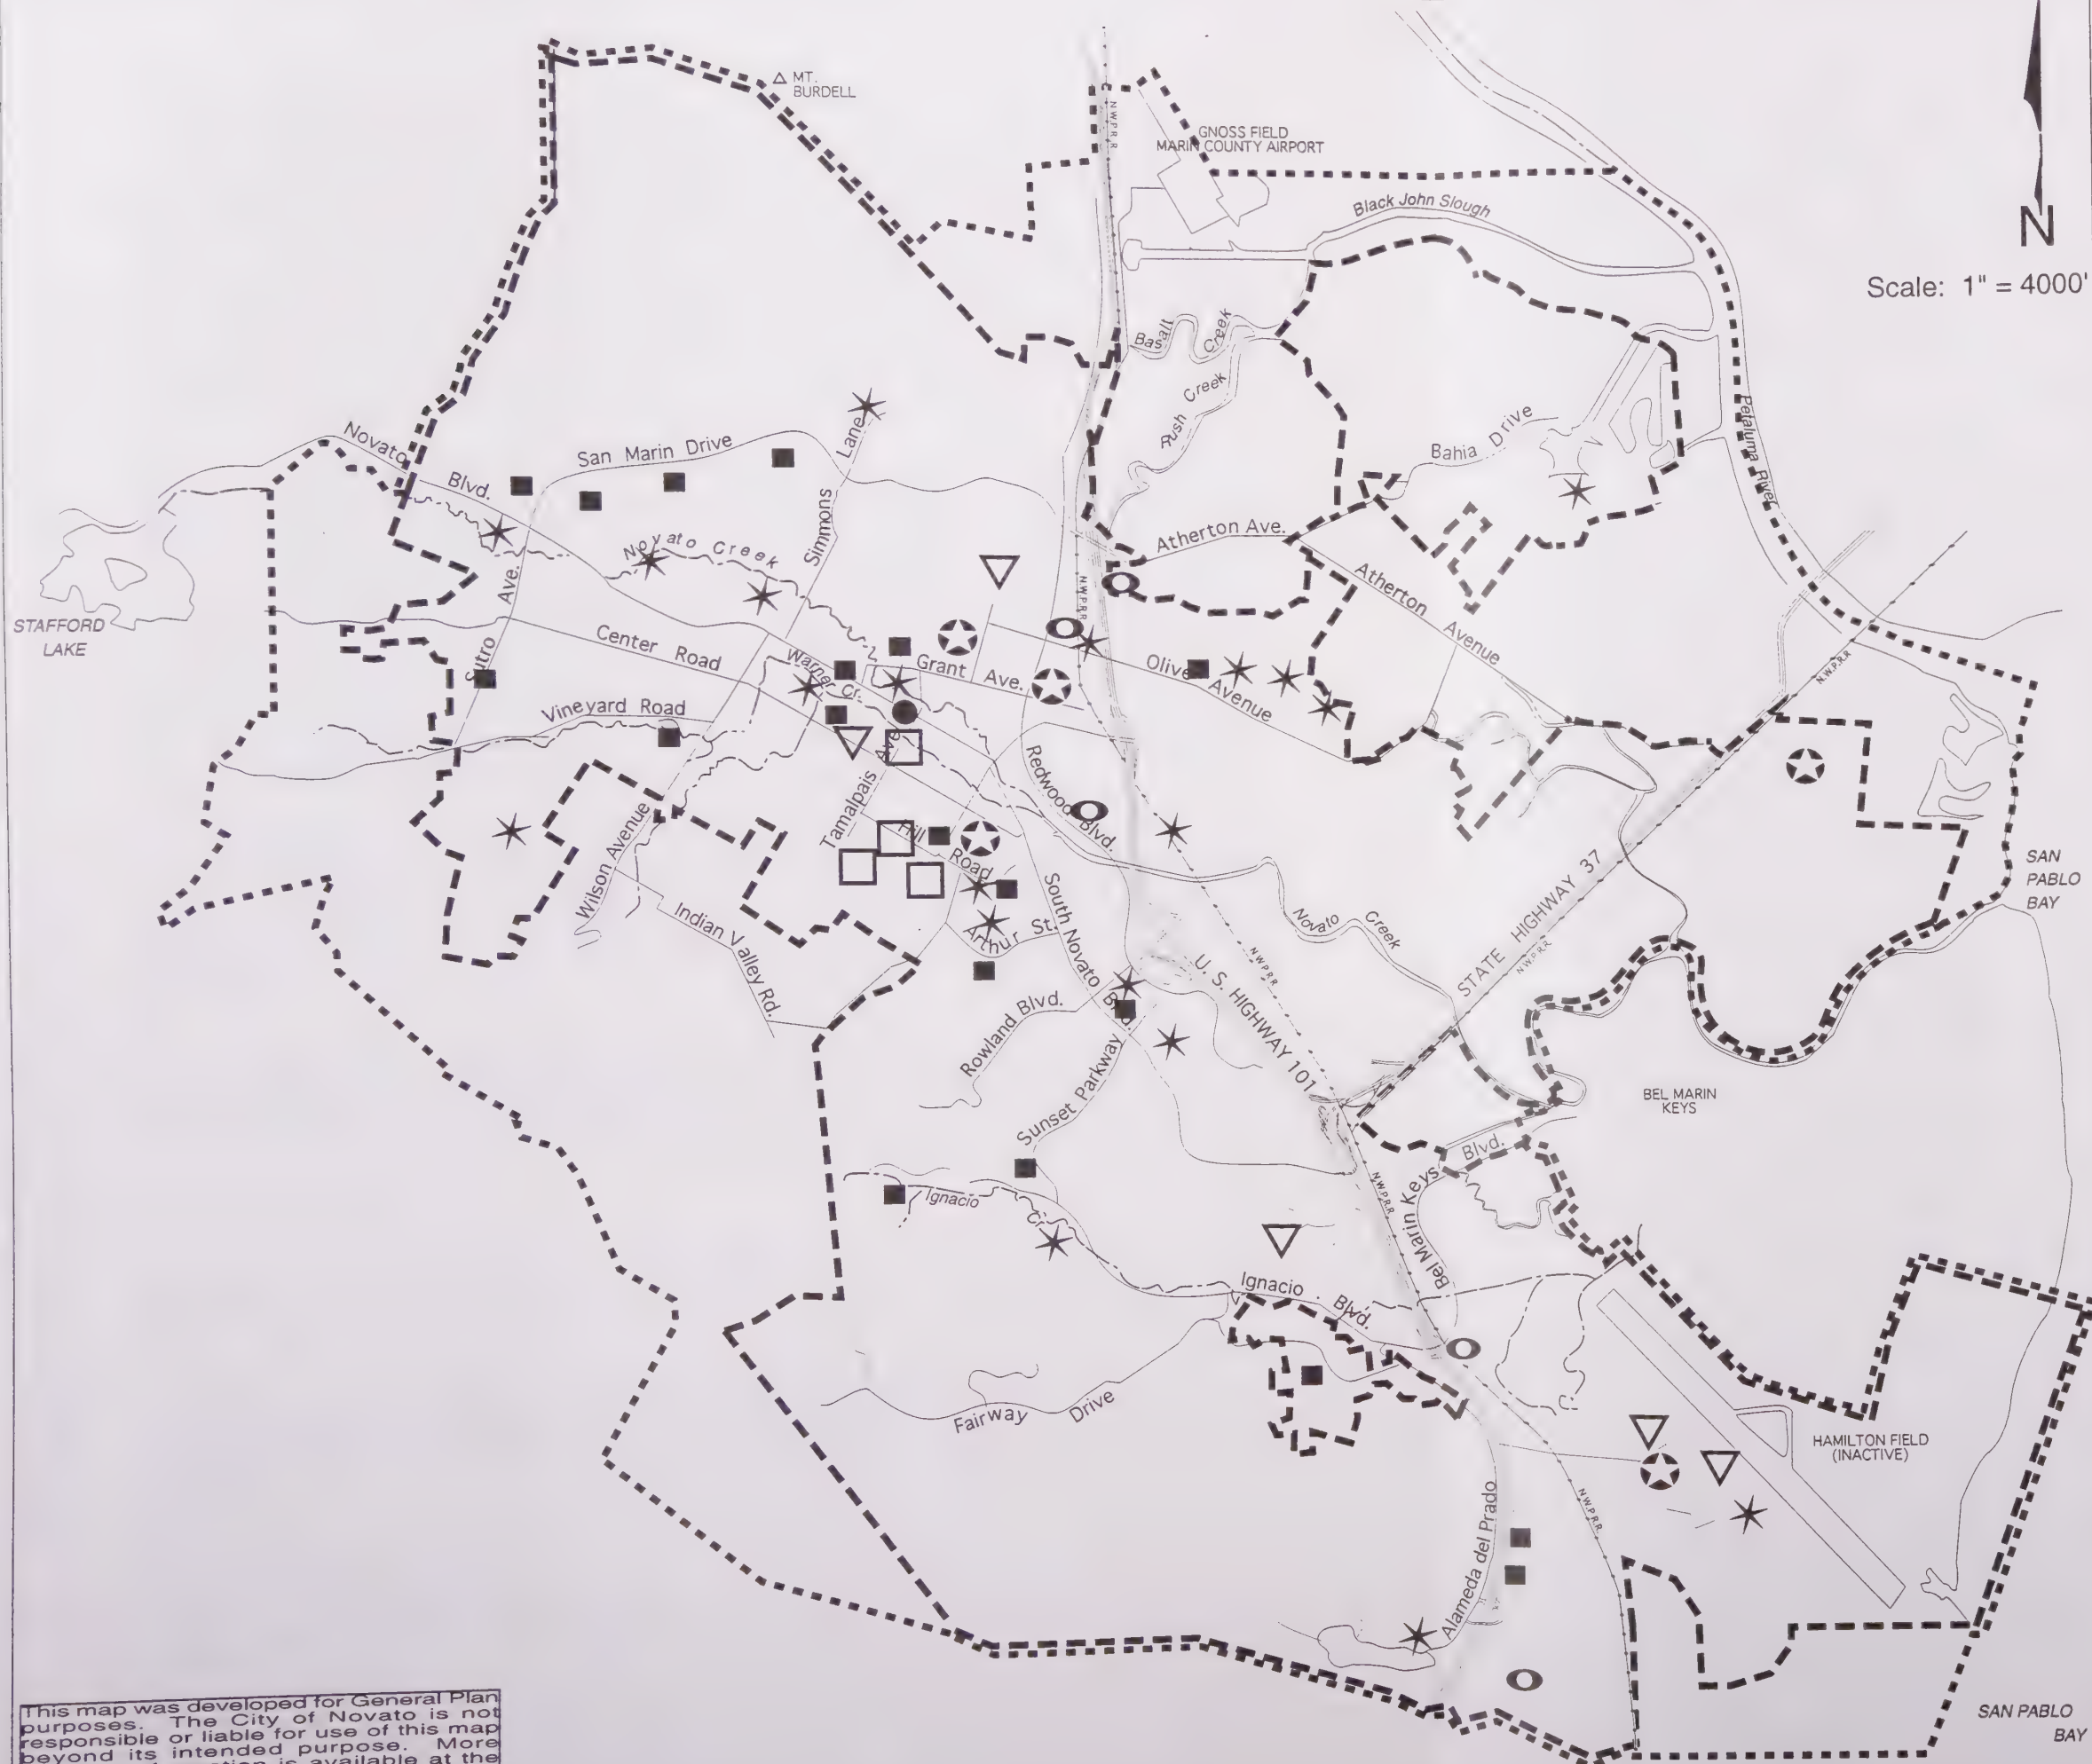 MT.
BURDELL
GNOSS FIELD
MARIN COUNTY AIRPORT
N.W.P.R.R
Black John Slough
N
Scale: 1" = 4000'
Basalt Creek
Rush Creek
Petaluma River
Bahia Drive
Novato Blvd.
San Marin Drive
Simmons Lane
Novato Creek
Atherton Ave.
Atherton Avenue
N.W.P.R.R
STAFFORD
LAKE
Sutro Ave.
Center Road
Warner Cr.
Grant Ave.
Olive Avenue
N.W.P.R.R
Vineyard Road
Tamalpais Ave.
Redwood Blvd.
Hill Road
Wilson Avenue
Indian Valley Rd.
Arthur St.
South Novato Blvd.
Novato Creek
STATE HIGHWAY 37
N.W.P.R.R
SAN
PABLO
BAY
U. S. HIGHWAY 101
N.W.P.R.R
Rowland Blvd.
Sunset Parkway
BEL MARIN
KEYS
Bel Marin Keys Blvd.
N.W.P.R.R
Ignacio Cr.
Ignacio Blvd.
Fairway Drive
HAMILTON FIELD
(INACTIVE)
Alameda del Prado
N.W.P.R.R.
SAN PABLO
BAY
This map was developed for General Plan
purposes. The City of Novato is not
responsible or liable for use of this map
beyond its intended purpose. More
is available at the